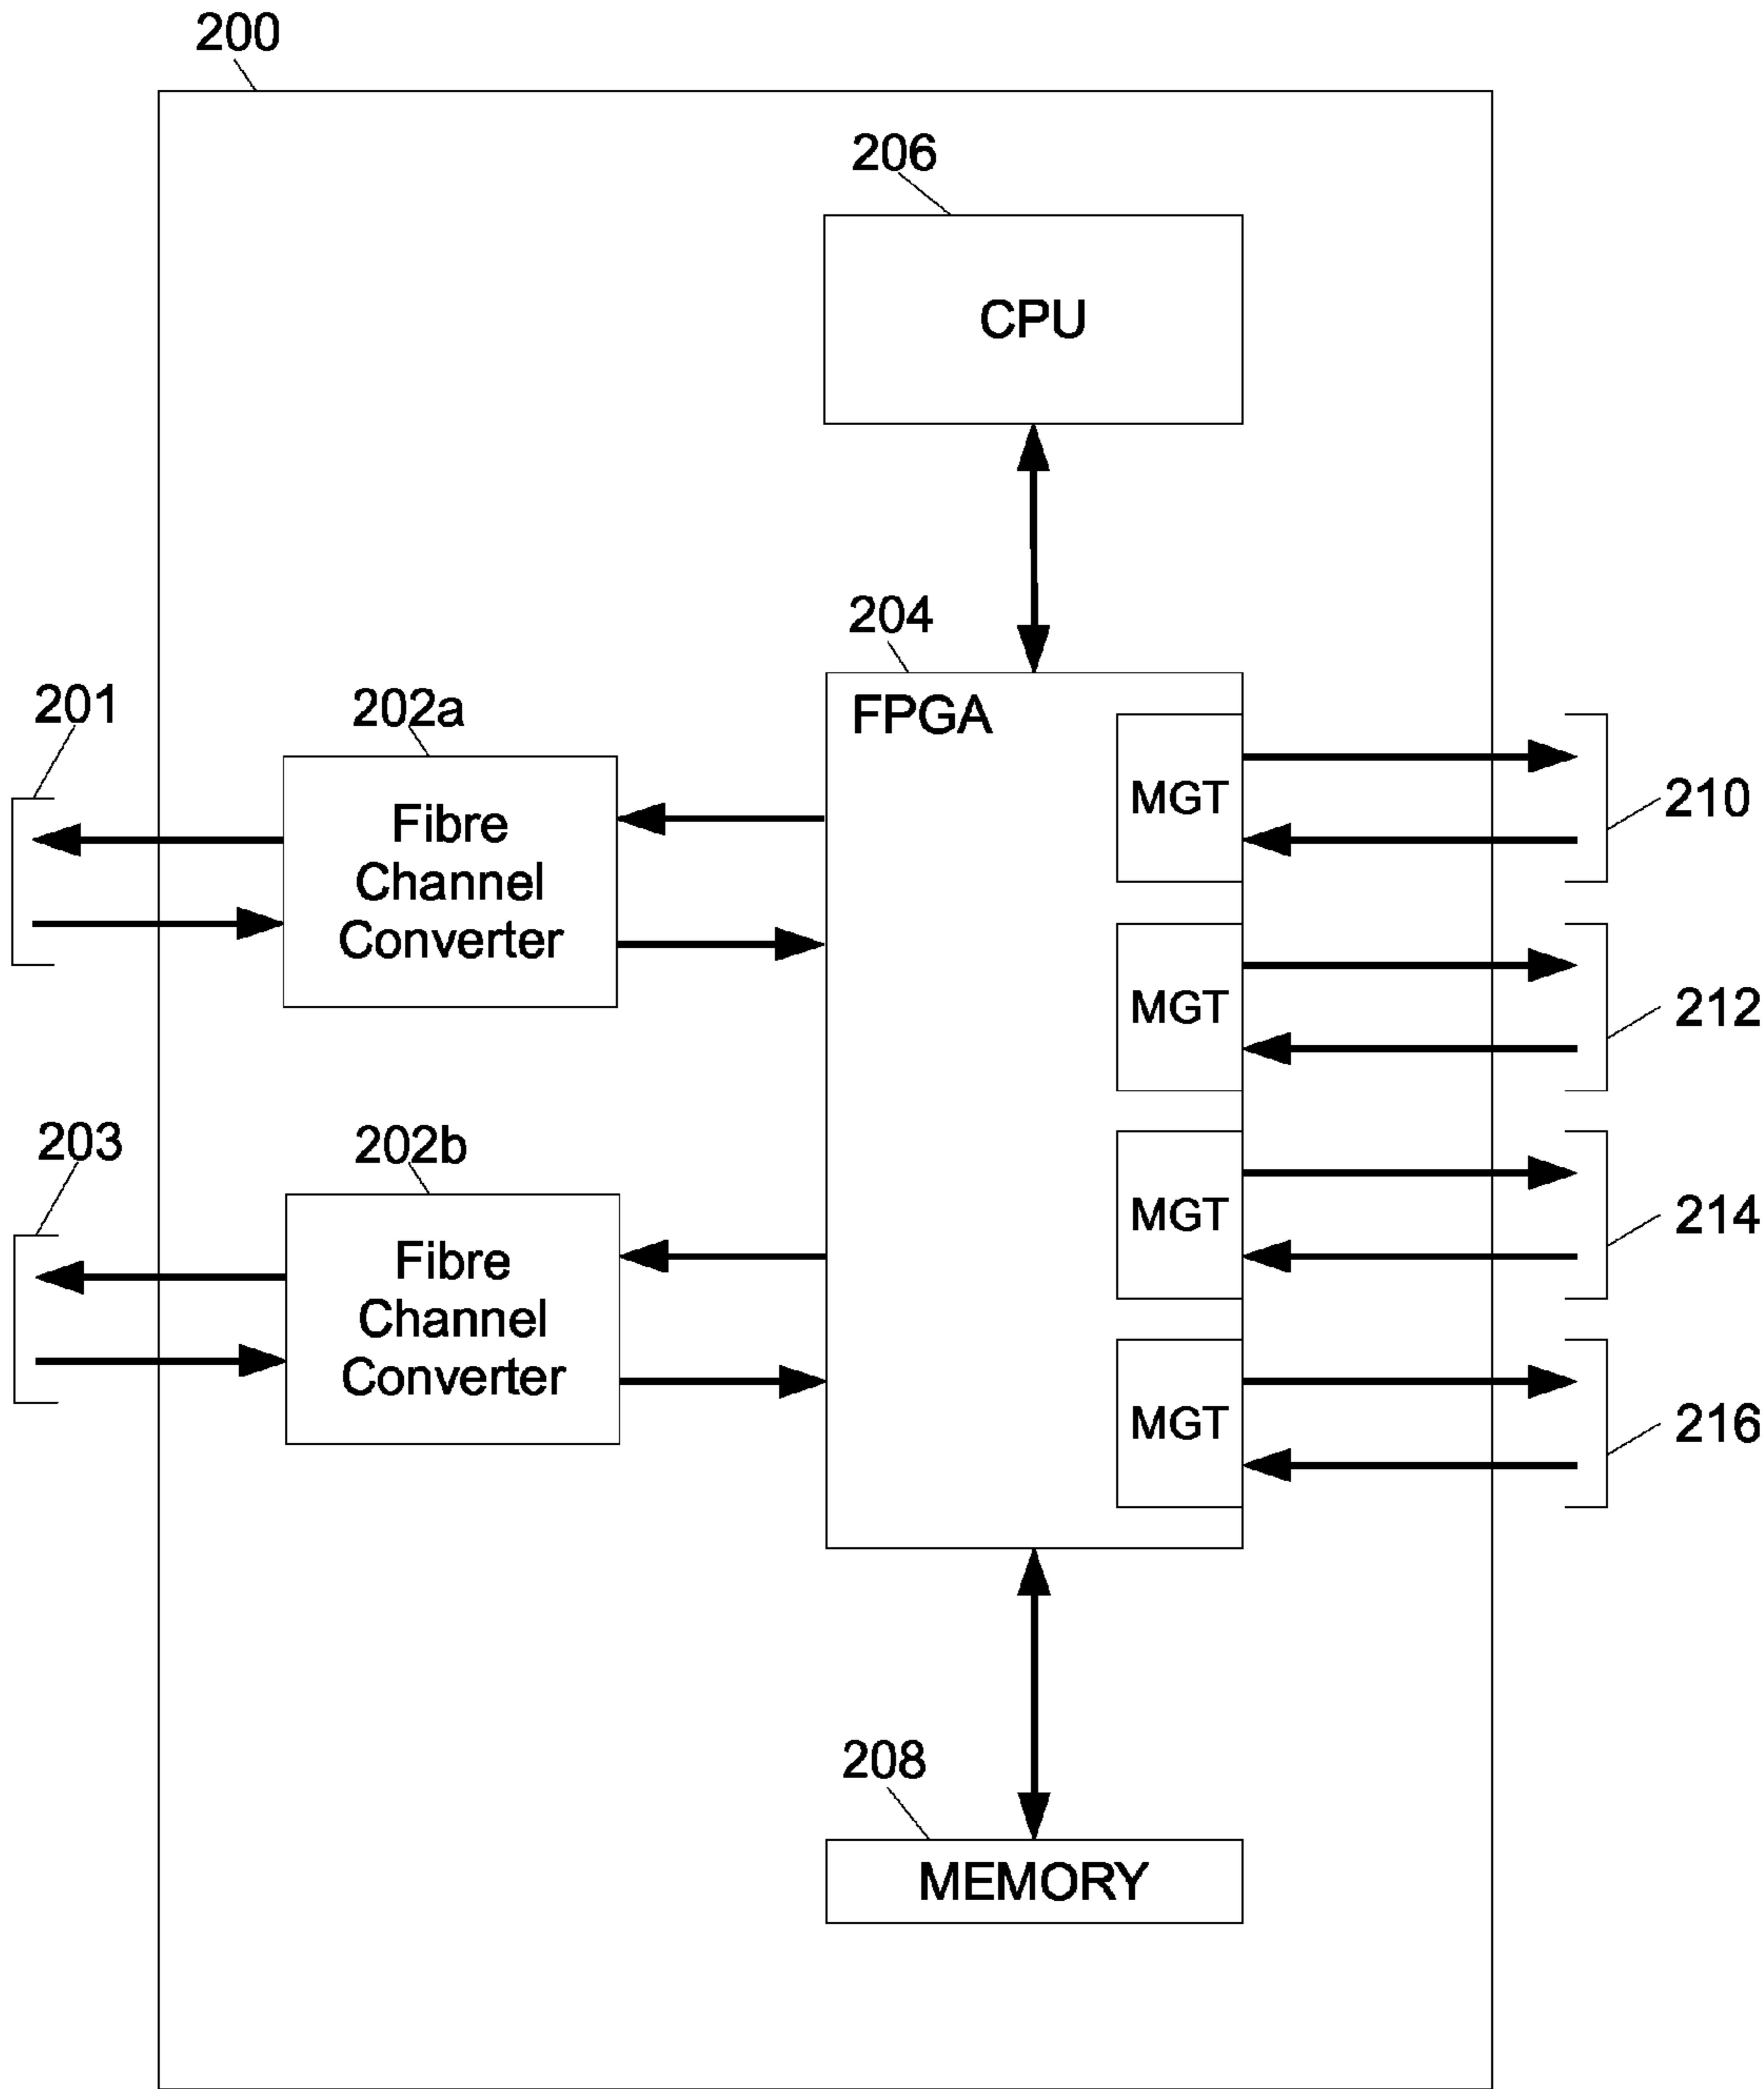 200
206
CPU
204
FPGA
201
202a
Fibre
Channel
Converter
MGT
210
MGT
212
203
202b
Fibre
Channel
Converter
MGT
214
MGT
216
208
MEMORY